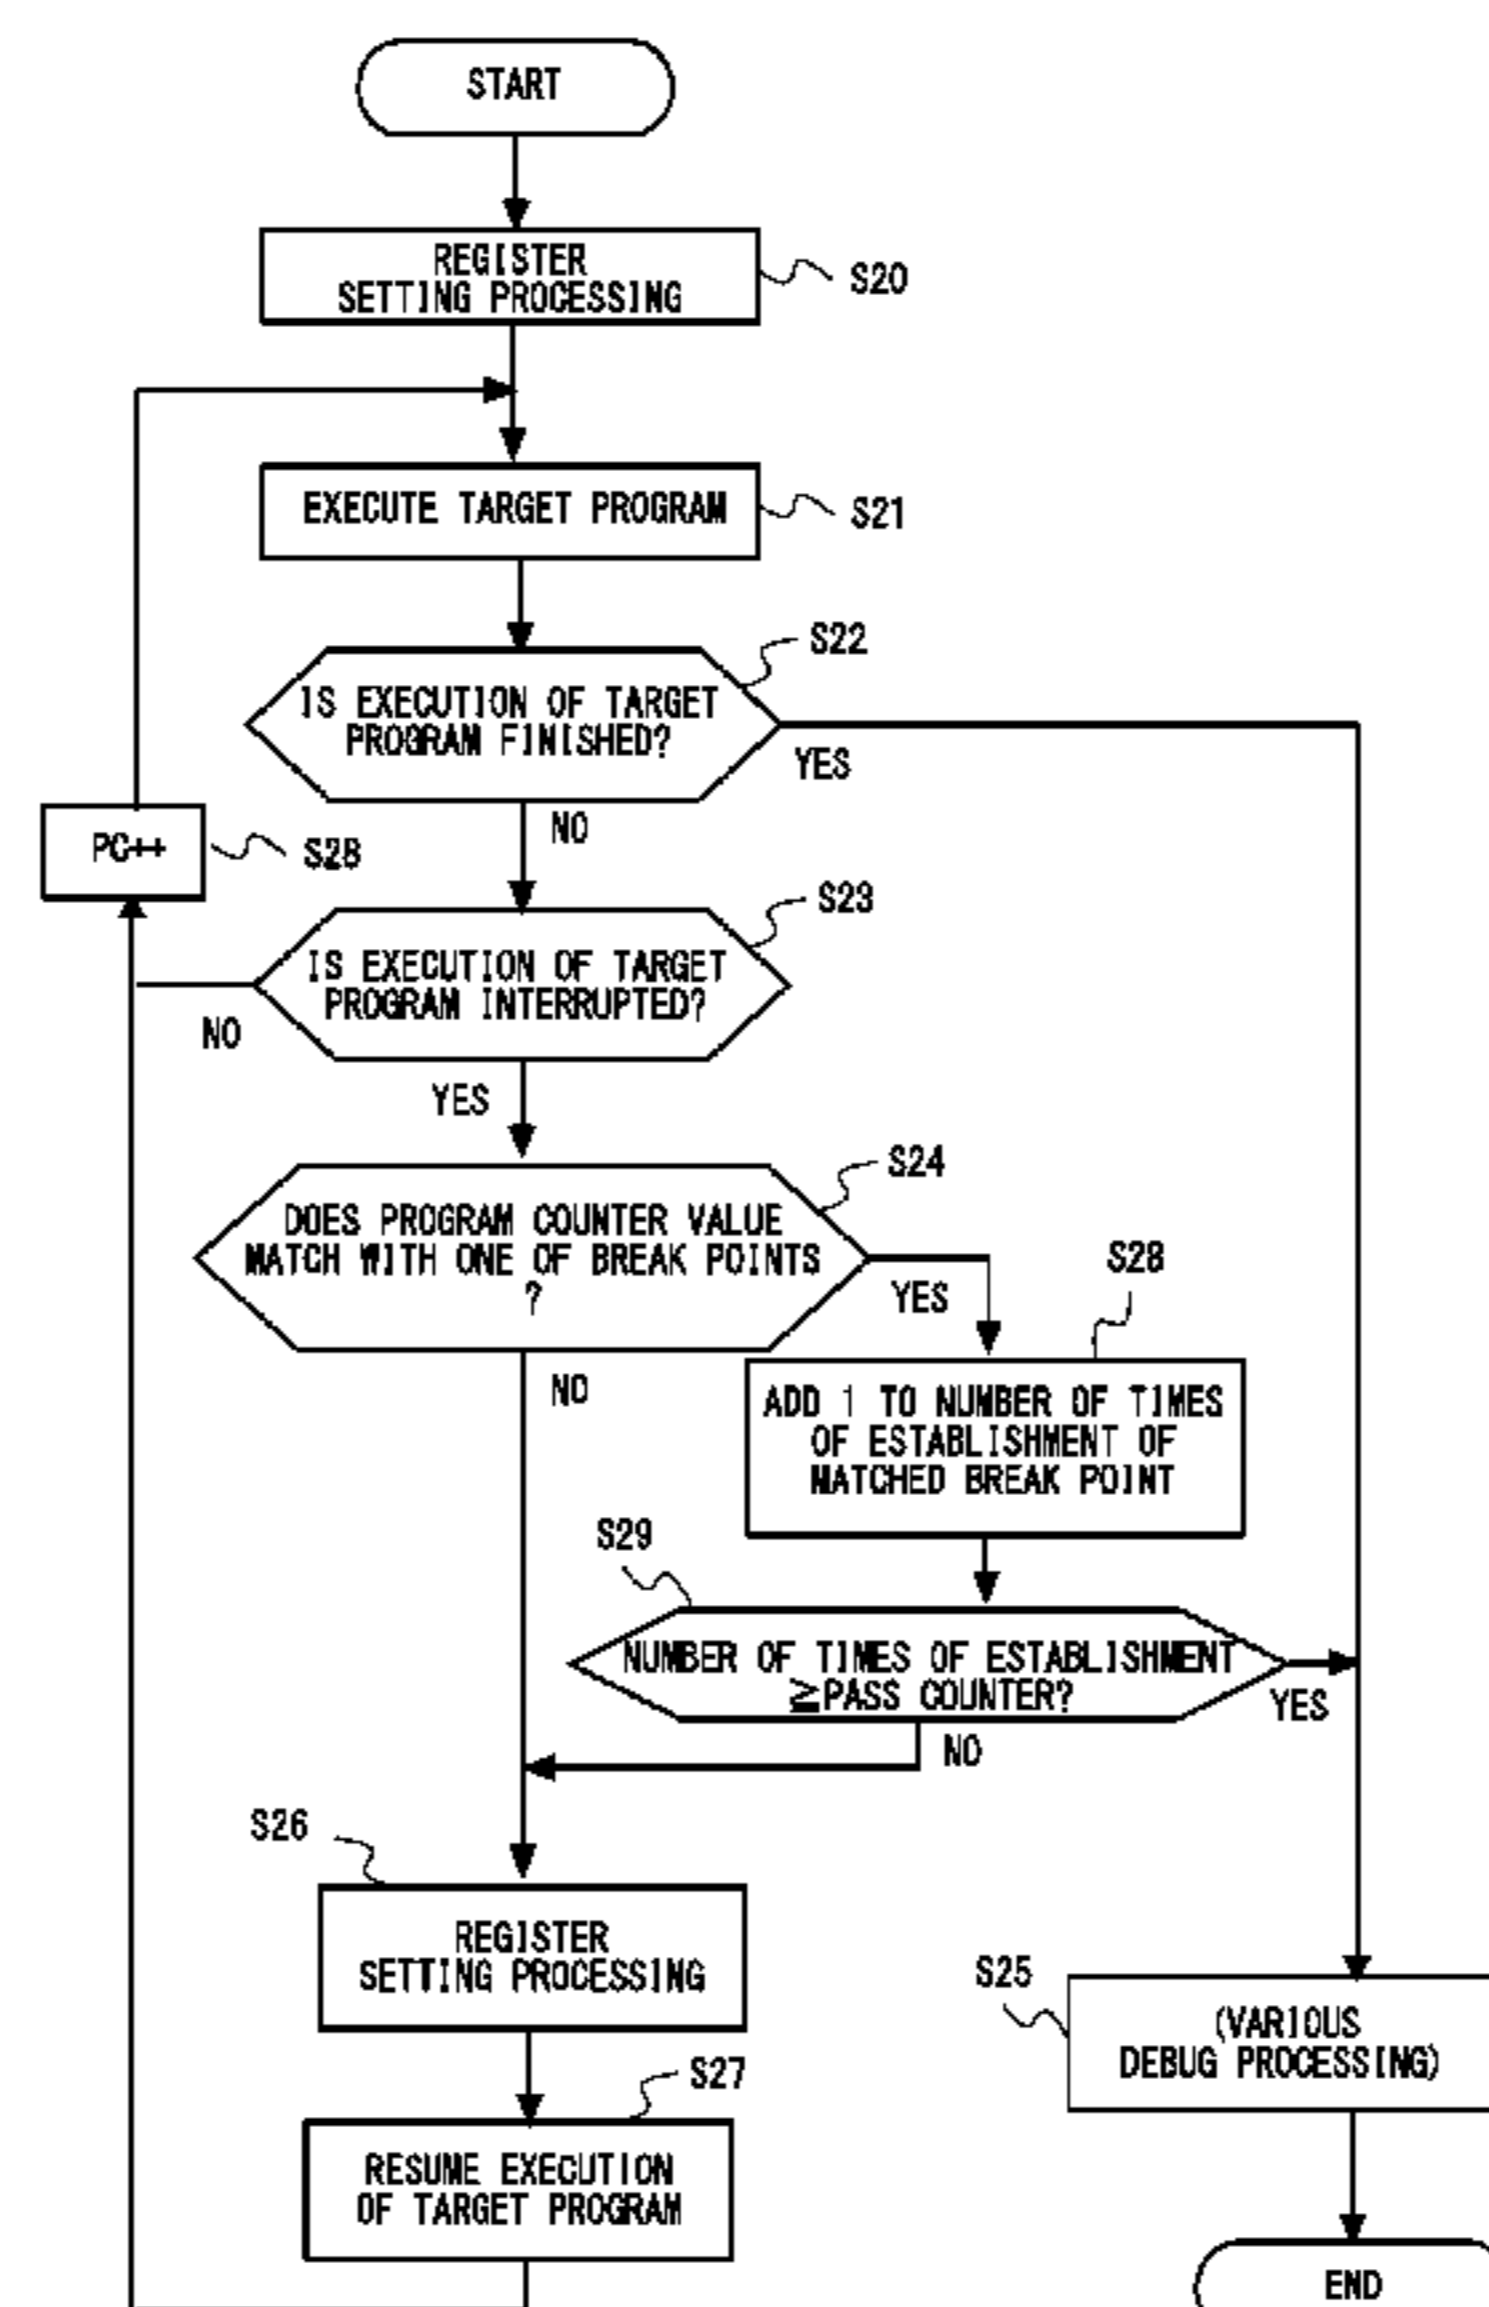 START
REGISTER
SETTING PROCESSING
S20
EXECUTE TARGET PROGRAM
S21
S22
IS EXECUTION OF TARGET
PROGRAM FINISHED?
YES
NO
PC++
S28
S23
IS EXECUTION OF TARGET
PROGRAM INTERRUPTED?
NO
YES
S24
DOES PROGRAM COUNTER VALUE
MATCH WITH ONE OF BREAK POINTS
?
YES
S28
NO
ADD 1 TO NUMBER OF TIMES
OF ESTABLISHMENT OF
MATCHED BREAK POINT
S29
NUMBER OF TIMES OF ESTABLISHMENT
≧PASS COUNTER?
YES
NO
S26
REGISTER
SETTING PROCESSING
S25
(VARIOUS
DEBUG PROCESSING)
S27
RESUME EXECUTION
OF TARGET PROGRAM
END